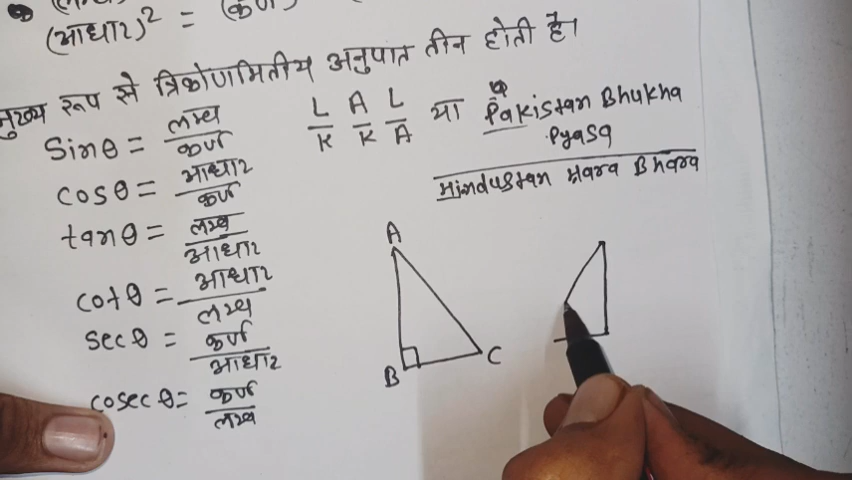 (आधार)² = (कर्ण)
मुख्य रूप से त्रिकोणमितीय अनुपात तीन होती है।
Sinθ = लम्ब/कर्ण
cosθ = आधार/कर्ण
tanθ = लम्ब/आधार
cotθ = आधार/लम्ब
secθ = कर्ण/आधार
cosecθ = कर्ण/लम्ब
L/K A/K L/A या Pakistan Bhukha
Pyasa
Hindustan Hara Bhara
A
B
C